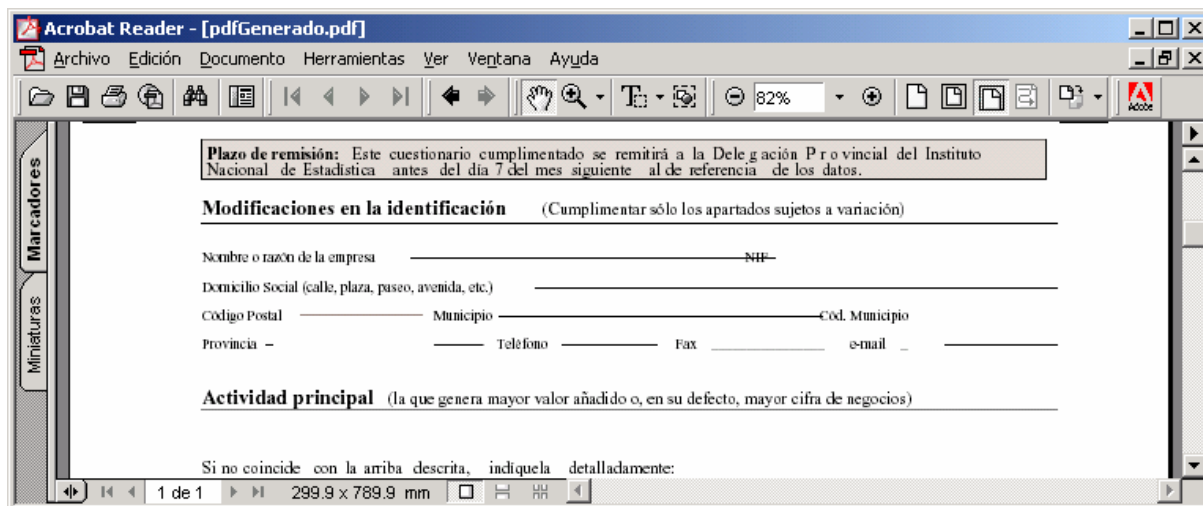 Acrobat Reader - [pdfGenerado.pdf]
Archivo Edición Documento Herramientas Ver Ventana Ayuda
82%
Adobe
Marcadores
Miniaturas
Plazo de remisión: Este cuestionario cumplimentado se remitirá a la Delegación Provincial del Instituto
Nacional de Estadística antes del día 7 del mes siguiente al de referencia de los datos.
Modificaciones en la identificación (Cumplimentar sólo los apartados sujetos a variación)
Nombre o razón de la empresa NIF
Domicilio Social (calle, plaza, paseo, avenida, etc.)
Código Postal Municipio Cód. Municipio
Provincia Teléfono Fax e-mail
Actividad principal (la que genera mayor valor añadido o, en su defecto, mayor cifra de negocios)
Si no coincide con la arriba descrita, indíquela detalladamente:
1 de 1 299.9 x 789.9 mm